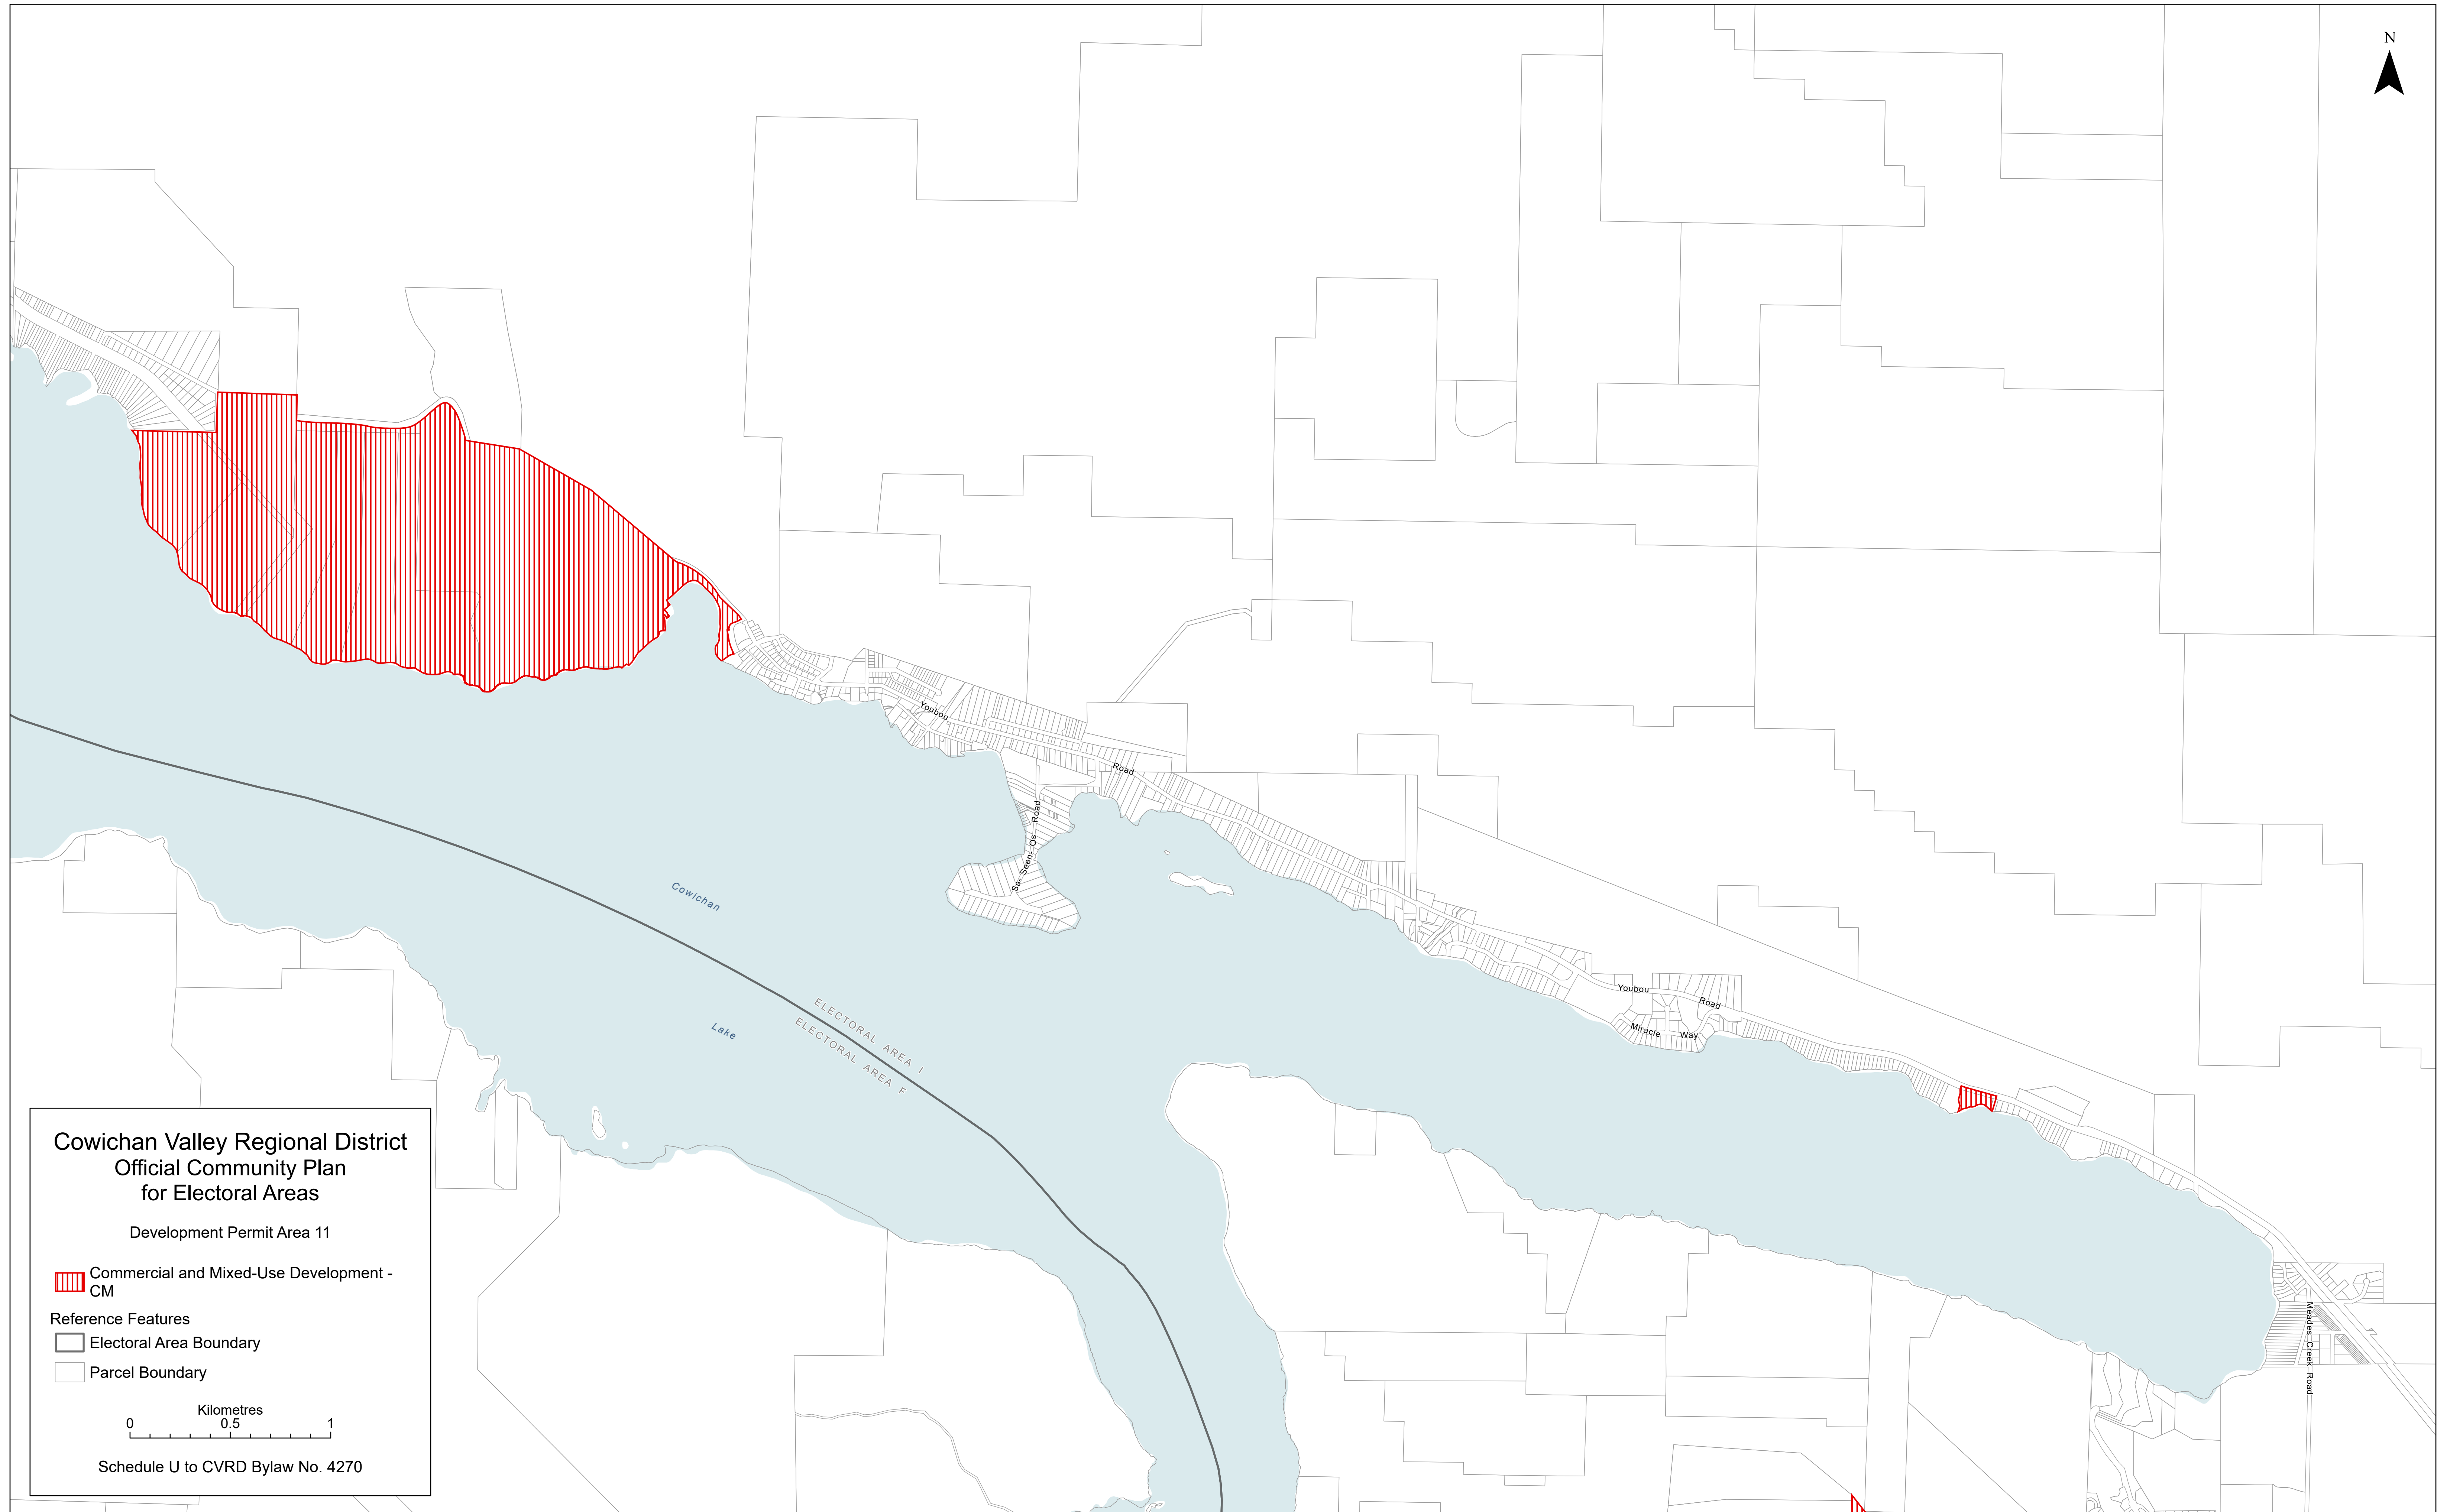 N
Youbou
Road
Sa- Seen- Os Road
Cowichan
Lake
ELECTORAL AREA I
ELECTORAL AREA F
Youbou
Road
Miracle Way
Meades Creek Road
Cowichan Valley Regional District
Official Community Plan
for Electoral Areas
Development Permit Area 11
Commercial and Mixed-Use Development -
CM
Reference Features
Electoral Area Boundary
Parcel Boundary
Kilometres
0 0.5 1
Schedule U to CVRD Bylaw No. 4270